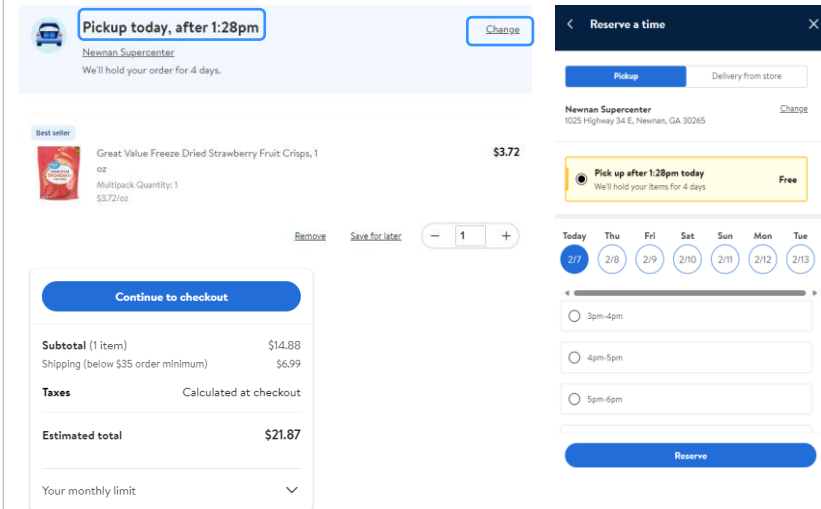 Pickup today, after 1:28pm
Change
Newnan Supercenter
We'll hold your order for 4 days.
Best seller
Great Value Freeze Dried Strawberry Fruit Crisps, 1
oz
$3.72
Multipack Quantity: 1
$3.72/oz
Remove
Save for later
1
Continue to checkout
Subtotal (1 item) $14.88
Shipping (below $35 order minimum) $6.99
Taxes Calculated at checkout
Estimated total $21.87
Your monthly limit
Reserve a time
Pickup
Delivery from store
Newnan Supercenter
Change
1025 Highway 34 E, Newnan, GA 30265
Pick up after 1:28pm today
Free
We'll hold your items for 4 days
Today Thu Fri Sat Sun Mon Tue
2/7 2/8 2/9 2/10 2/11 2/12 2/13
3pm-4pm
4pm-5pm
5pm-6pm
Reserve